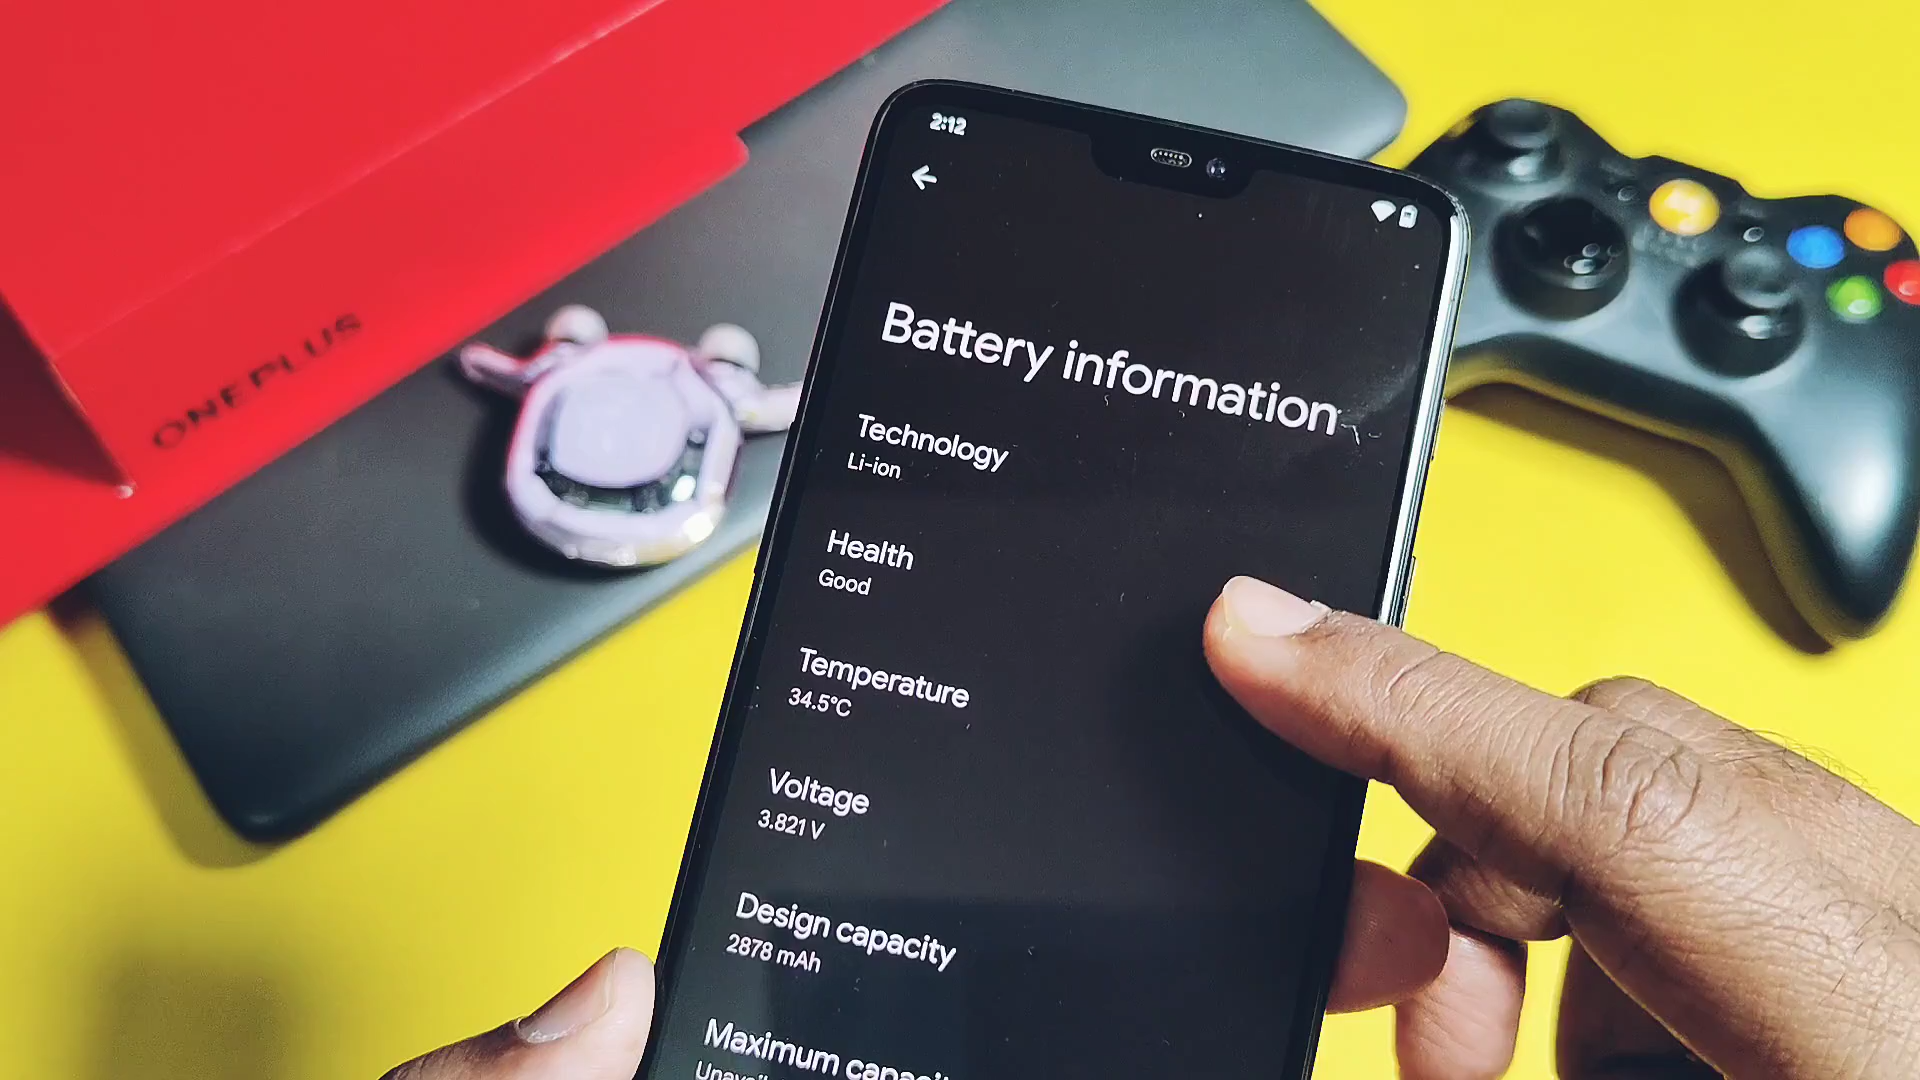 ONEPLUS
2:12
Battery information
Technology
Li-ion
Health
Good
Temperature
34.5°C
Voltage
3.821 V
Design capacity
2878 mAh
Maximum